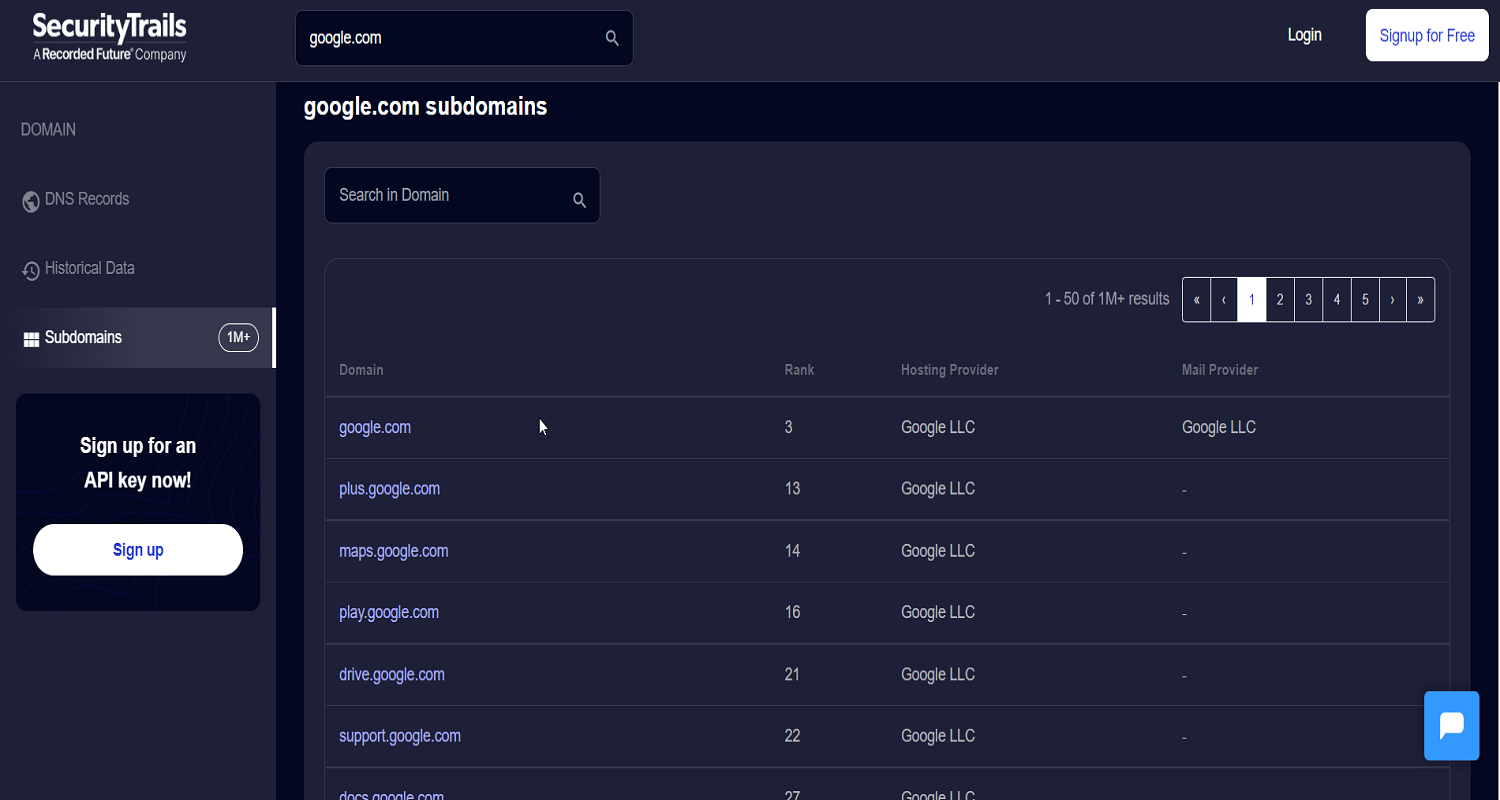 SecurityTrails
A Recorded Future® Company
google.com
Login
Signup for Free
DOMAIN
DNS Records
Historical Data
Subdomains 1M+
Sign up for an
API key now!
Sign up
google.com subdomains
Search in Domain
1 - 50 of 1M+ results « ‹ 1 2 3 4 5 › »
Domain Rank Hosting Provider Mail Provider
google.com 3 Google LLC Google LLC
plus.google.com 13 Google LLC -
maps.google.com 14 Google LLC -
play.google.com 16 Google LLC -
drive.google.com 21 Google LLC -
support.google.com 22 Google LLC -
docs.google.com 27 Google LLC